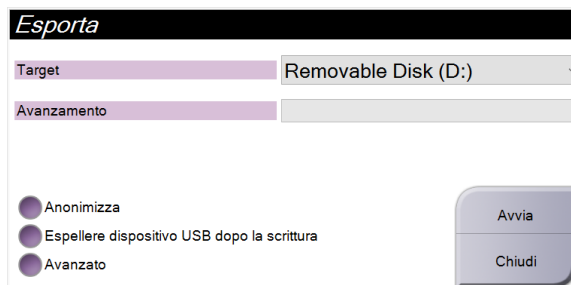 Esporta
Target Removable Disk (D:)
Avanzamento
Anonimizza
Espellere dispositivo USB dopo la scrittura
Avanzato
Avvia
Chiudi